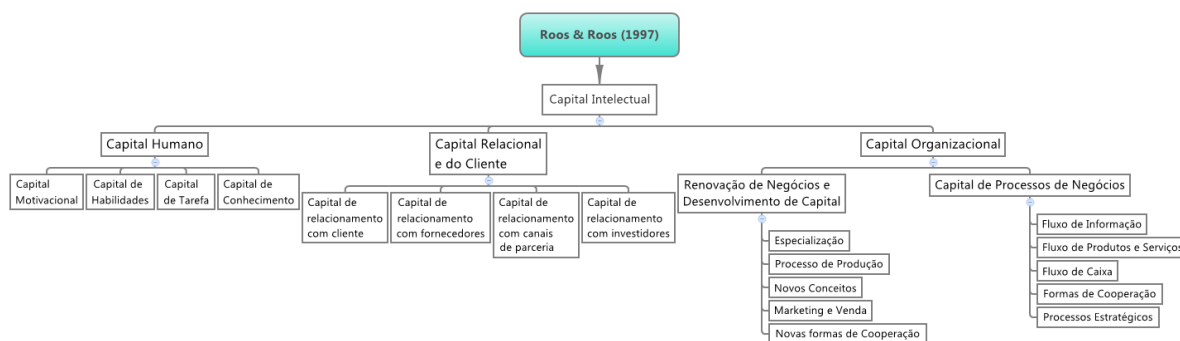 Roos & Roos (1997)
Capital Intelectual
Capital Humano
Capital Relacional
e do Cliente
Capital Organizacional
Capital
Motivacional
Capital de
Habilidades
Capital
de Tarefa
Capital de
Conhecimento
Capital de
relacionamento
com cliente
Capital de
relacionamento
com fornecedores
Capital de
relacionamento
com canais
de parceria
Capital de
relacionamento
com investidores
Renovação de Negócios e
Desenvolvimento de Capital
Capital de Processos de Negócios
Especialização
Processo de Produção
Novos Conceitos
Marketing e Venda
Novas formas de Cooperação
Fluxo de Informação
Fluxo de Produtos e Serviços
Fluxo de Caixa
Formas de Cooperação
Processos Estratégicos